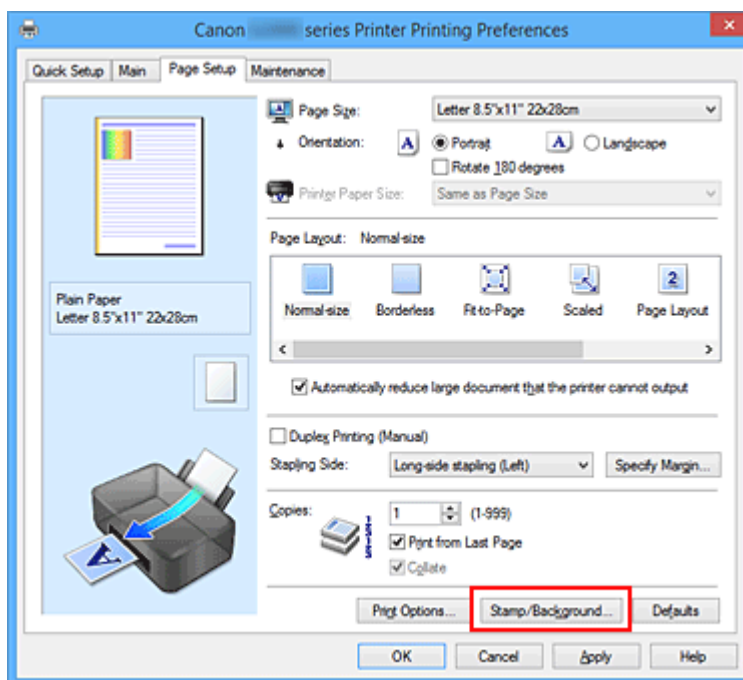 Canon series Printer Printing Preferences
Quick Setup Main Page Setup Maintenance
Page Size: Letter 8.5"x11" 22x28cm
Orientation: A Portrait A Landscape
Rotate 180 degrees
Printer Paper Size: Same as Page Size
Page Layout: Normal-size
Plain Paper
Letter 8.5"x11" 22x28cm
2
Normal-size Borderless Fit-to-Page Scaled Page Layout
Automatically reduce large document that the printer cannot output
Duplex Printing (Manual)
Stapling Side: Long-side stapling (Left) Specify Margin...
Copies: 1 (1-999)
Print from Last Page
Collate
A
Print Options... Stamp/Background... Defaults
OK Cancel Apply Help